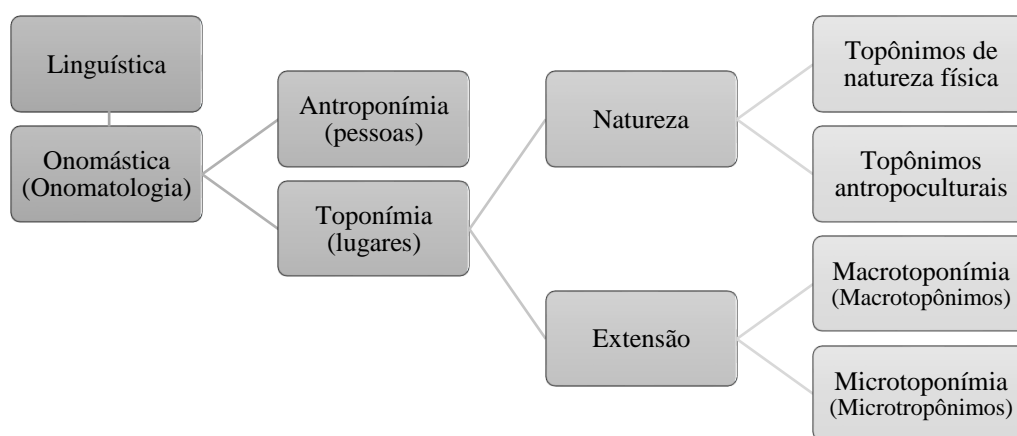 Linguística
Onomástica
(Onomatologia)
Antroponímia
(pessoas)
Toponímia
(lugares)
Natureza
Topônimos de
natureza física
Topônimos
antropoculturais
Extensão
Macrotoponímia
(Macrotopônimos)
Microtoponímia
(Microtropônimos)